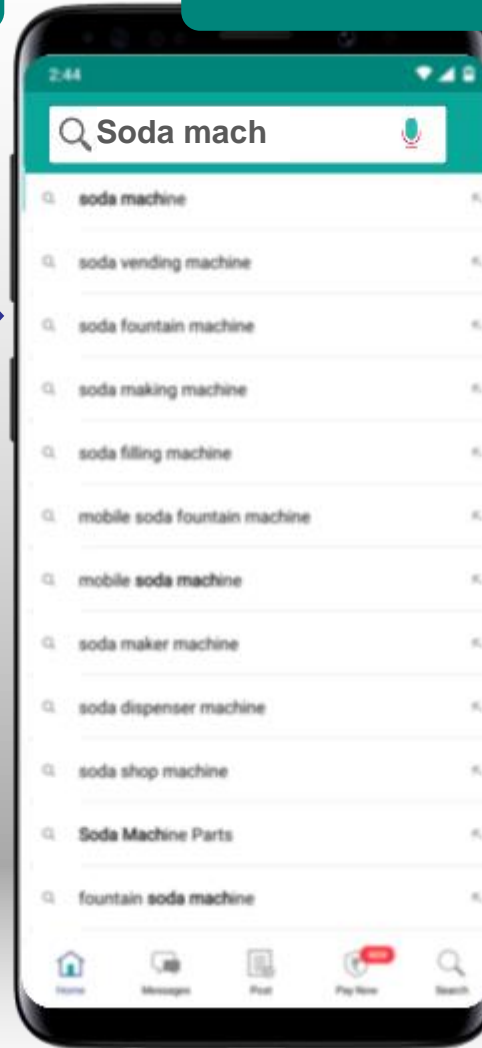 2:44
Soda mach
soda machine
soda vending machine
soda fountain machine
soda making machine
soda filling machine
mobile soda fountain machine
mobile soda machine
soda maker machine
soda dispenser machine
soda shop machine
Soda Machine Parts
fountain soda machine
Home Messages Post Pay Now Search